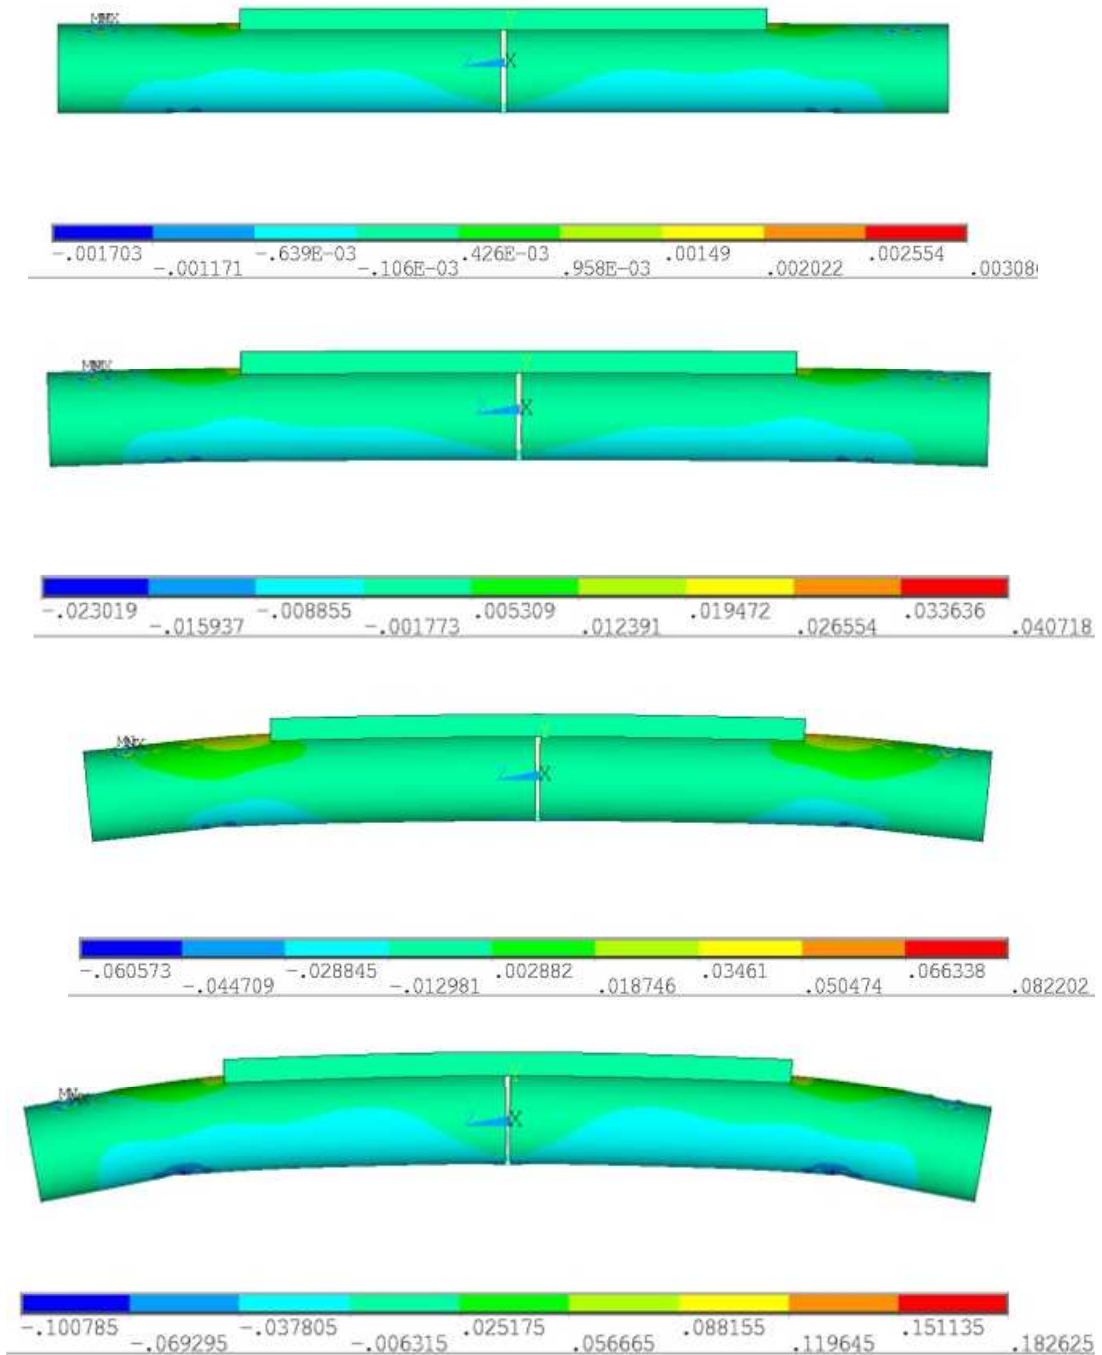 MMX
Y
Z X
-.001703 -.639E-03 .426E-03 .00149 .002554
-.001171 -.106E-03 .958E-03 .002022
MMX
Y
X
-.023019 -.008855 .005309 .019472 .033636
-.015937 -.001773 .012391 .026554 .040718
Y
Z X
-.060573 -.028845 .002882 .03461 .066338
-.044709 -.012981 .018746 .050474 .082202
Y
Z X
-.100785 -.037805 .025175 .088155 .151135
-.069295 -.006315 .056665 .119645 .182625